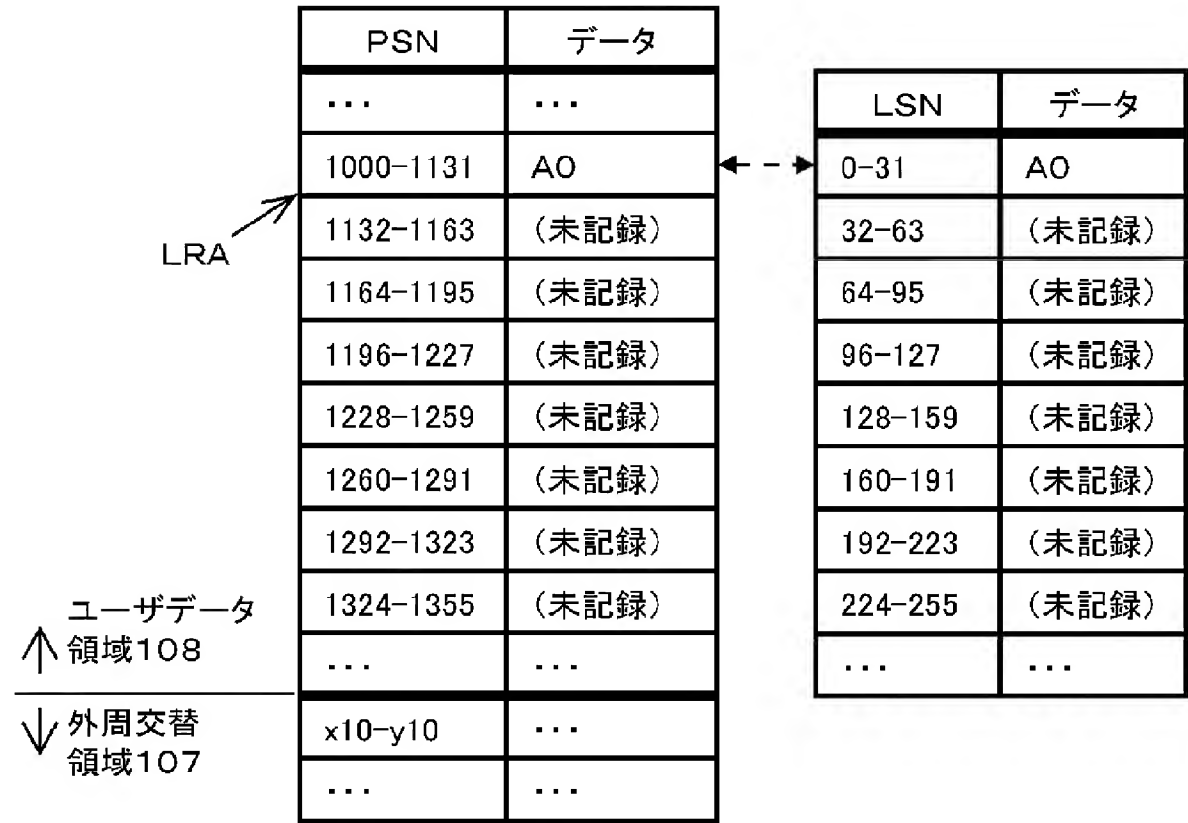 PSN データ
・・・ ・・・
1000-1131 A0
1132-1163 (未記録)
1164-1195 (未記録)
1196-1227 (未記録)
1228-1259 (未記録)
1260-1291 (未記録)
1292-1323 (未記録)
1324-1355 (未記録)
・・・ ・・・
x10-y10 ・・・
・・・ ・・・
LRA
ユーザデータ
領域108
外周交替
領域107
LSN データ
0-31 A0
32-63 (未記録)
64-95 (未記録)
96-127 (未記録)
128-159 (未記録)
160-191 (未記録)
192-223 (未記録)
224-255 (未記録)
・・・ ・・・